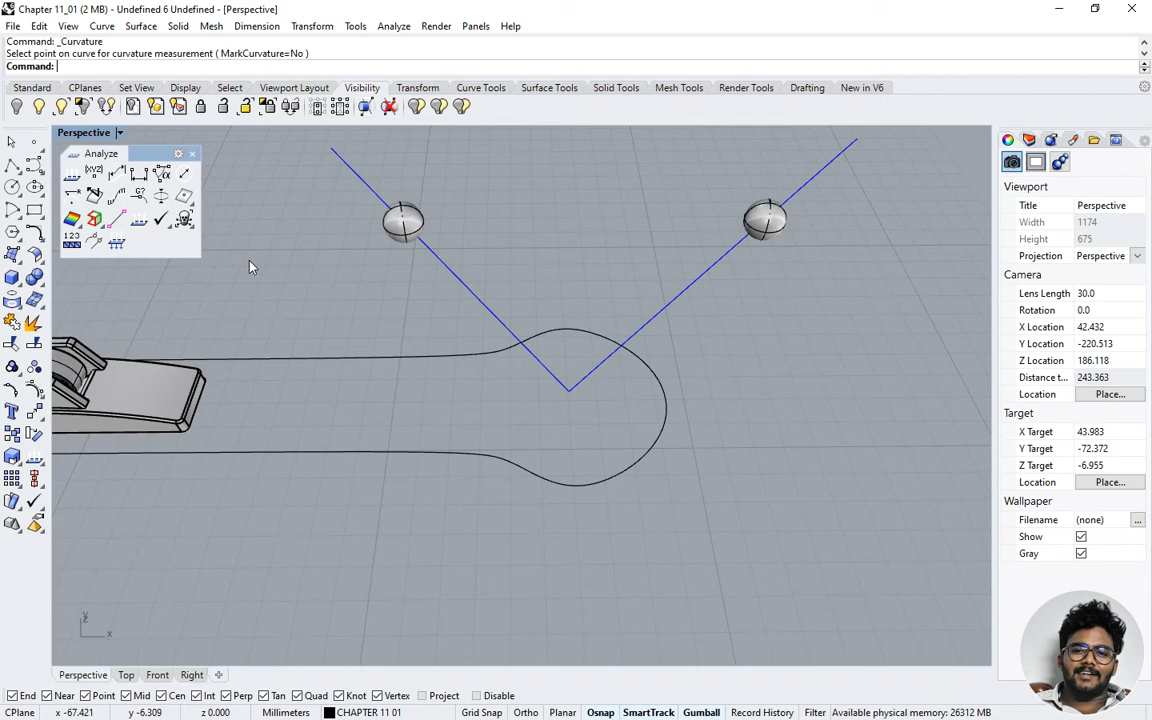 Chapter 11_01 (2 MB) - Undefined 6 Undefined - [Perspective]
File Edit View Curve Surface Solid Mesh Dimension Transform Tools Analyze Render Panels Help
Command: _Curvature
Select point on curve for curvature measurement ( MarkCurvature=No )
Command:
Standard CPlanes Set View Display Select Viewport Layout Visibility Transform Curve Tools Surface Tools Solid Tools Mesh Tools Render Tools Drafting New in V6
Perspective
Analyze
(XYZ)
G?
123
Viewport
Title Perspective
Width 1174
Height 675
Projection Perspective
Camera
Lens Length 30.0
Rotation 0.0
X Location 42.432
Y Location -220.513
Z Location 186.118
Distance t... 243.363
Location Place...
Target
X Target 43.983
Y Target -72.372
Z Target -6.955
Location Place...
Wallpaper
Filename (none) ...
Show
Gray
y
z x
Perspective Top Front Right
End Near Point Mid Cen Int Perp Tan Quad Knot Vertex Project Disable
CPlane x -67.421 y -6.309 z 0.000 Millimeters CHAPTER 11 01 Grid Snap Ortho Planar Osnap SmartTrack Gumball Record History Filter Available physical memory: 26312 MB